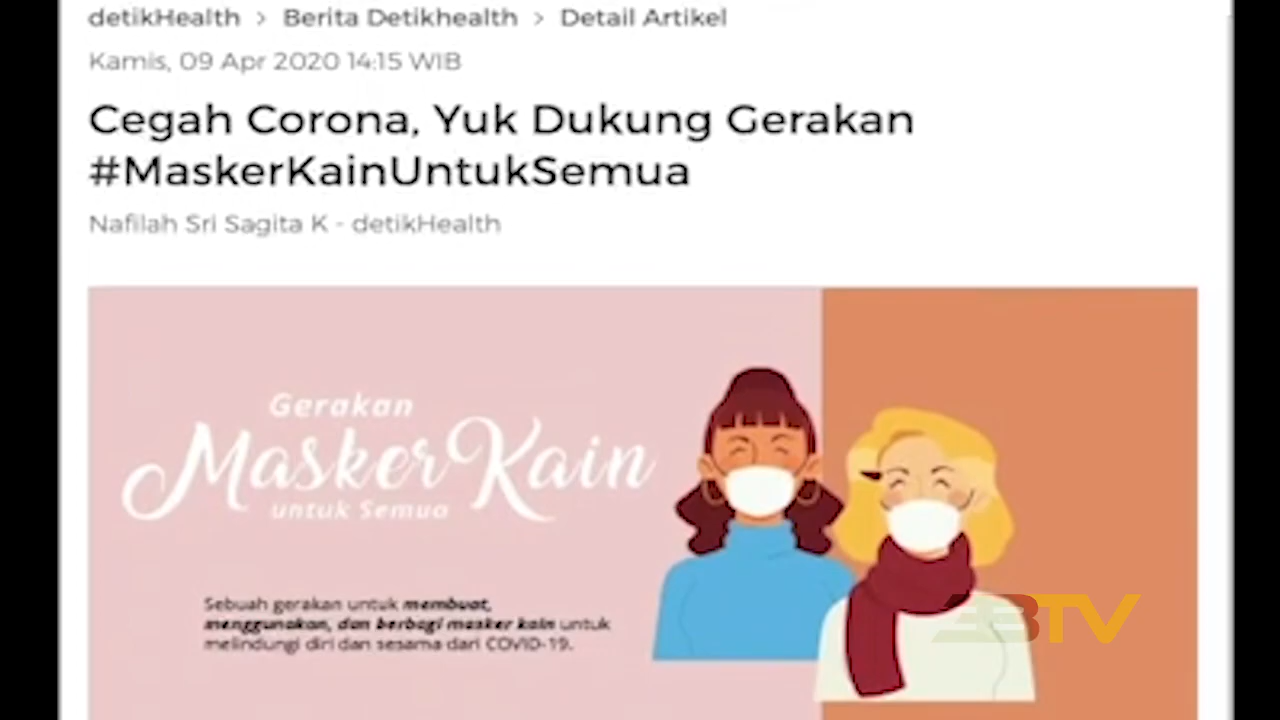 detikHealth > Berita Detikhealth > Detail Artikel
Kamis, 09 Apr 2020 14:15 WIB
Cegah Corona, Yuk Dukung Gerakan
#MaskerKainUntukSemua
Nafilah Sri Sagita K - detikHealth
Gerakan
Masker Kain
untuk Semua
Sebuah gerakan untuk membuat,
menggunakan, dan berbagi masker kain untuk
melindungi diri dan sesama dari COVID-19.
TV